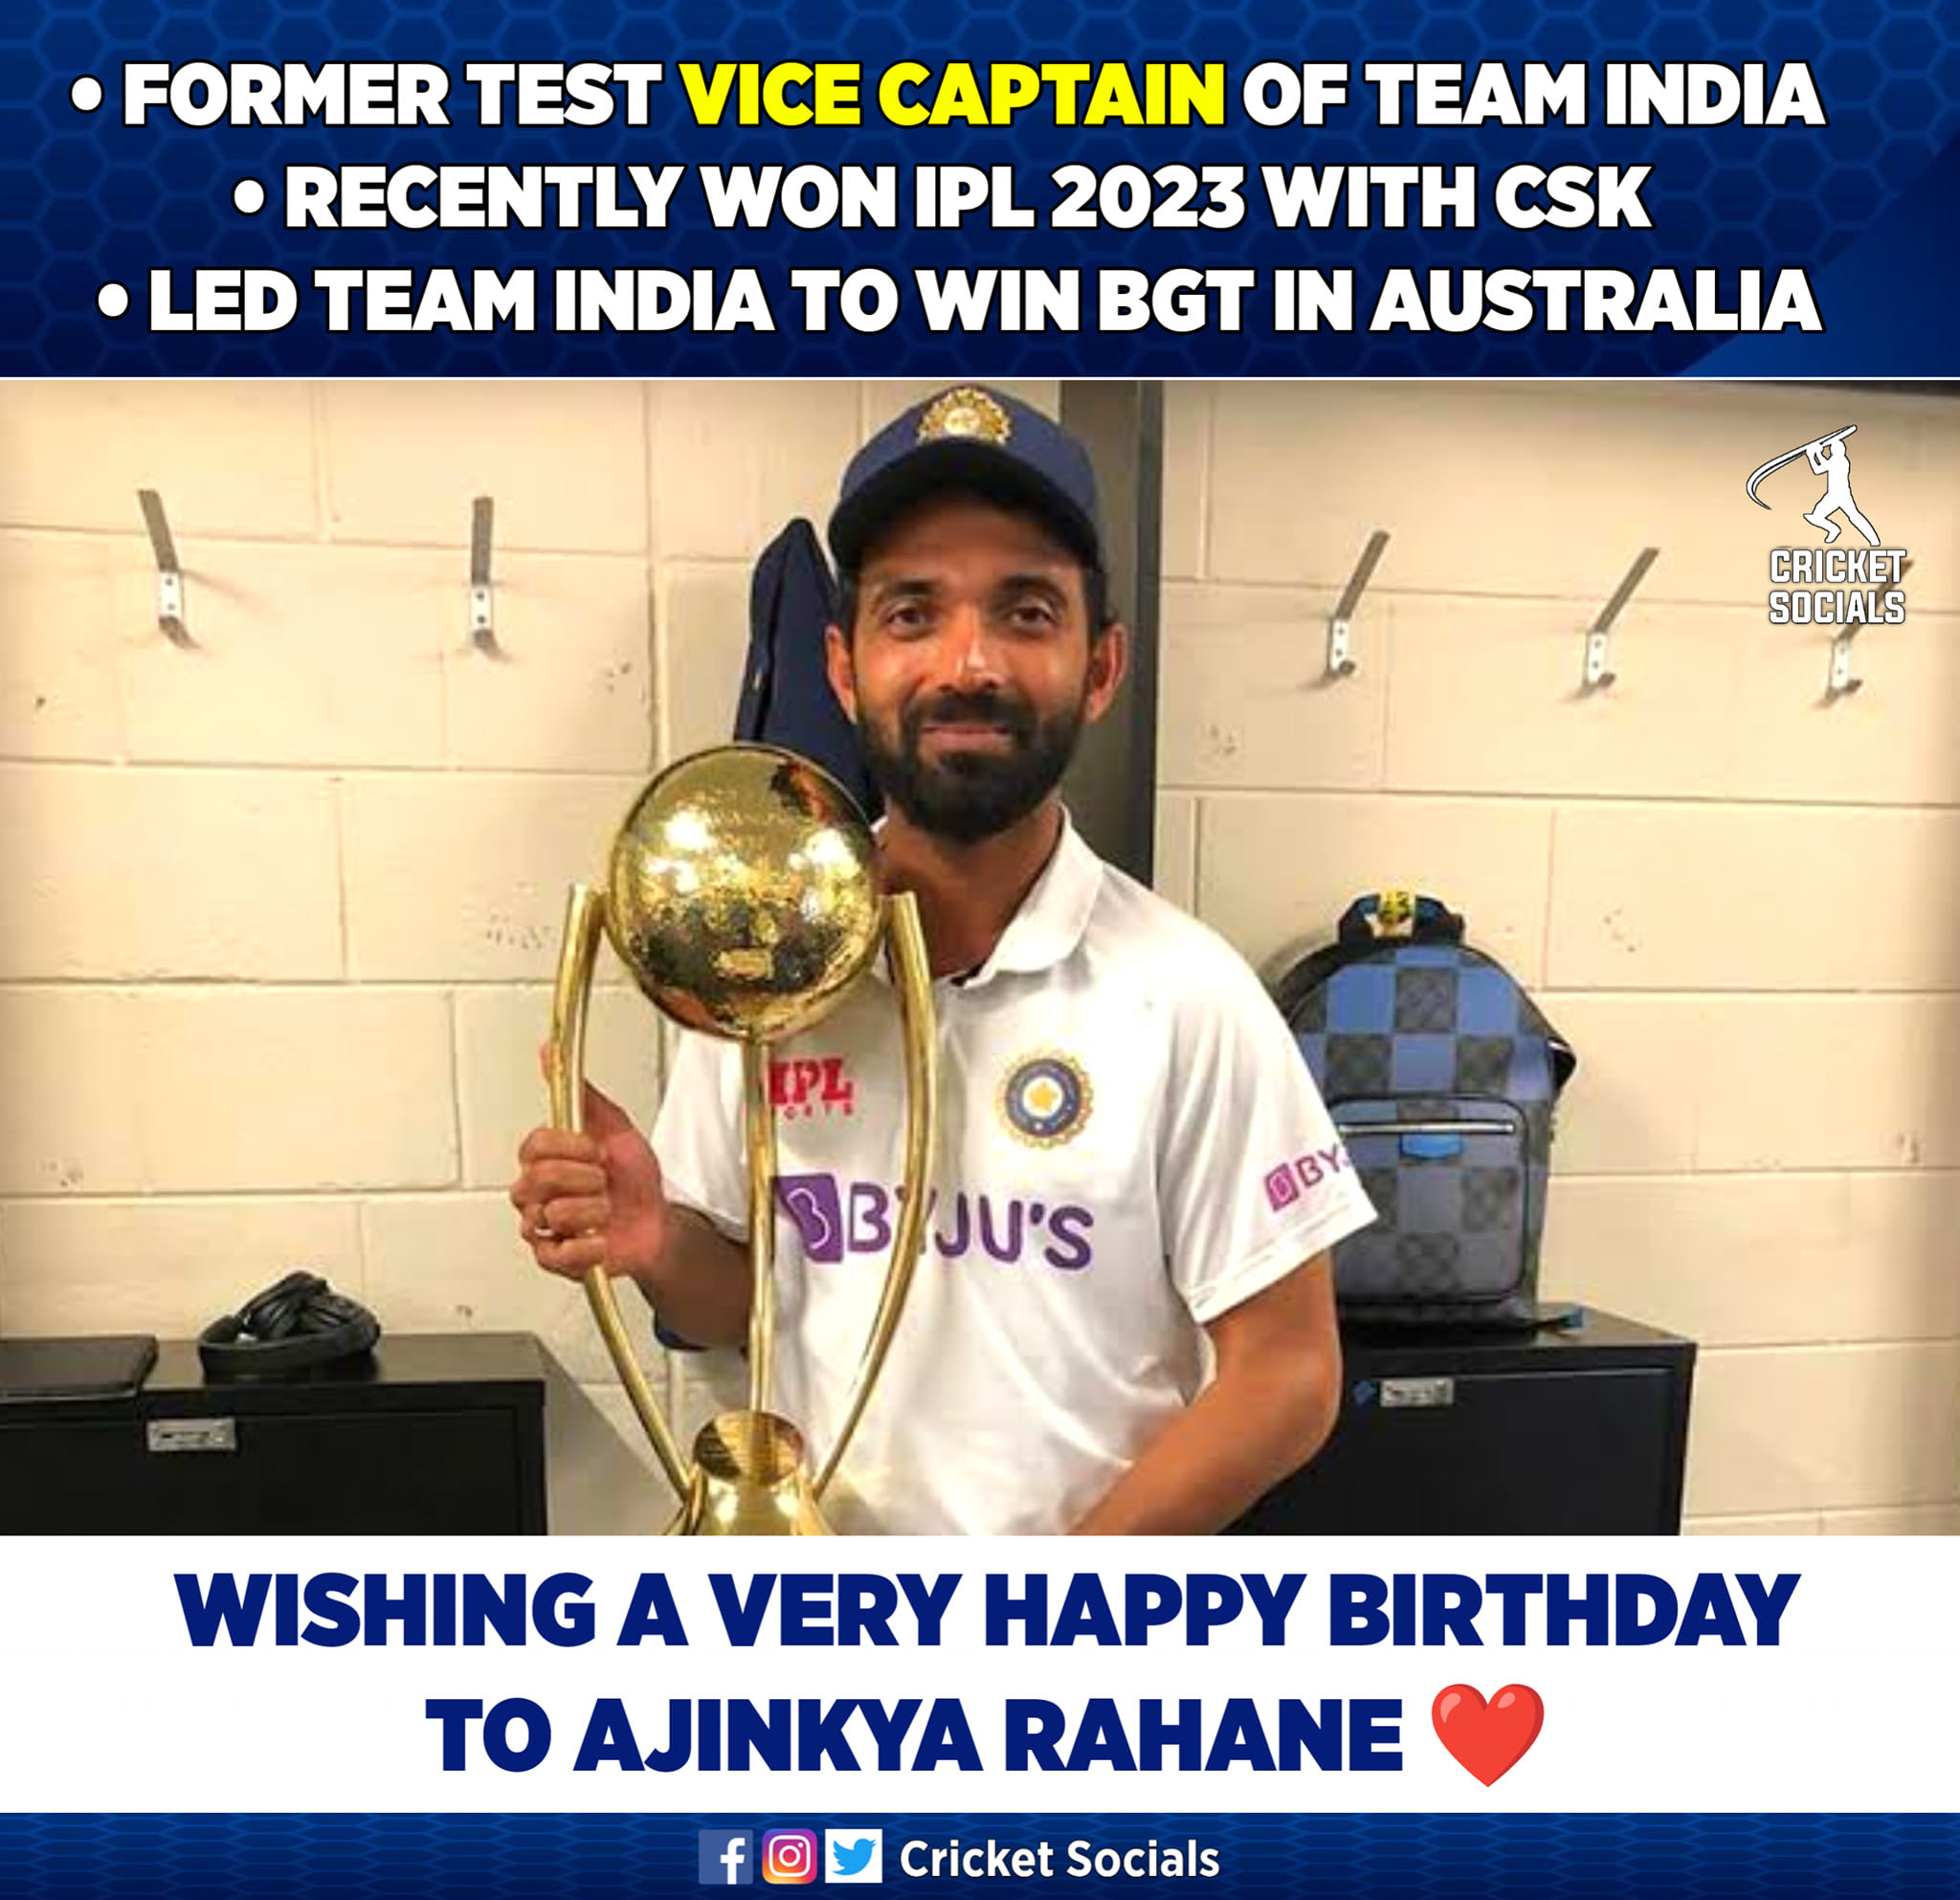 • FORMER TEST VICE CAPTAIN OF TEAM INDIA
• RECENTLY WON IPL 2023 WITH CSK
• LED TEAM INDIA TO WIN BGT IN AUSTRALIA
CRICKET
SOCIALS
MPL
BYJU'S
BYJ
WISHING A VERY HAPPY BIRTHDAY
TO AJINKYA RAHANE ❤️
Cricket Socials